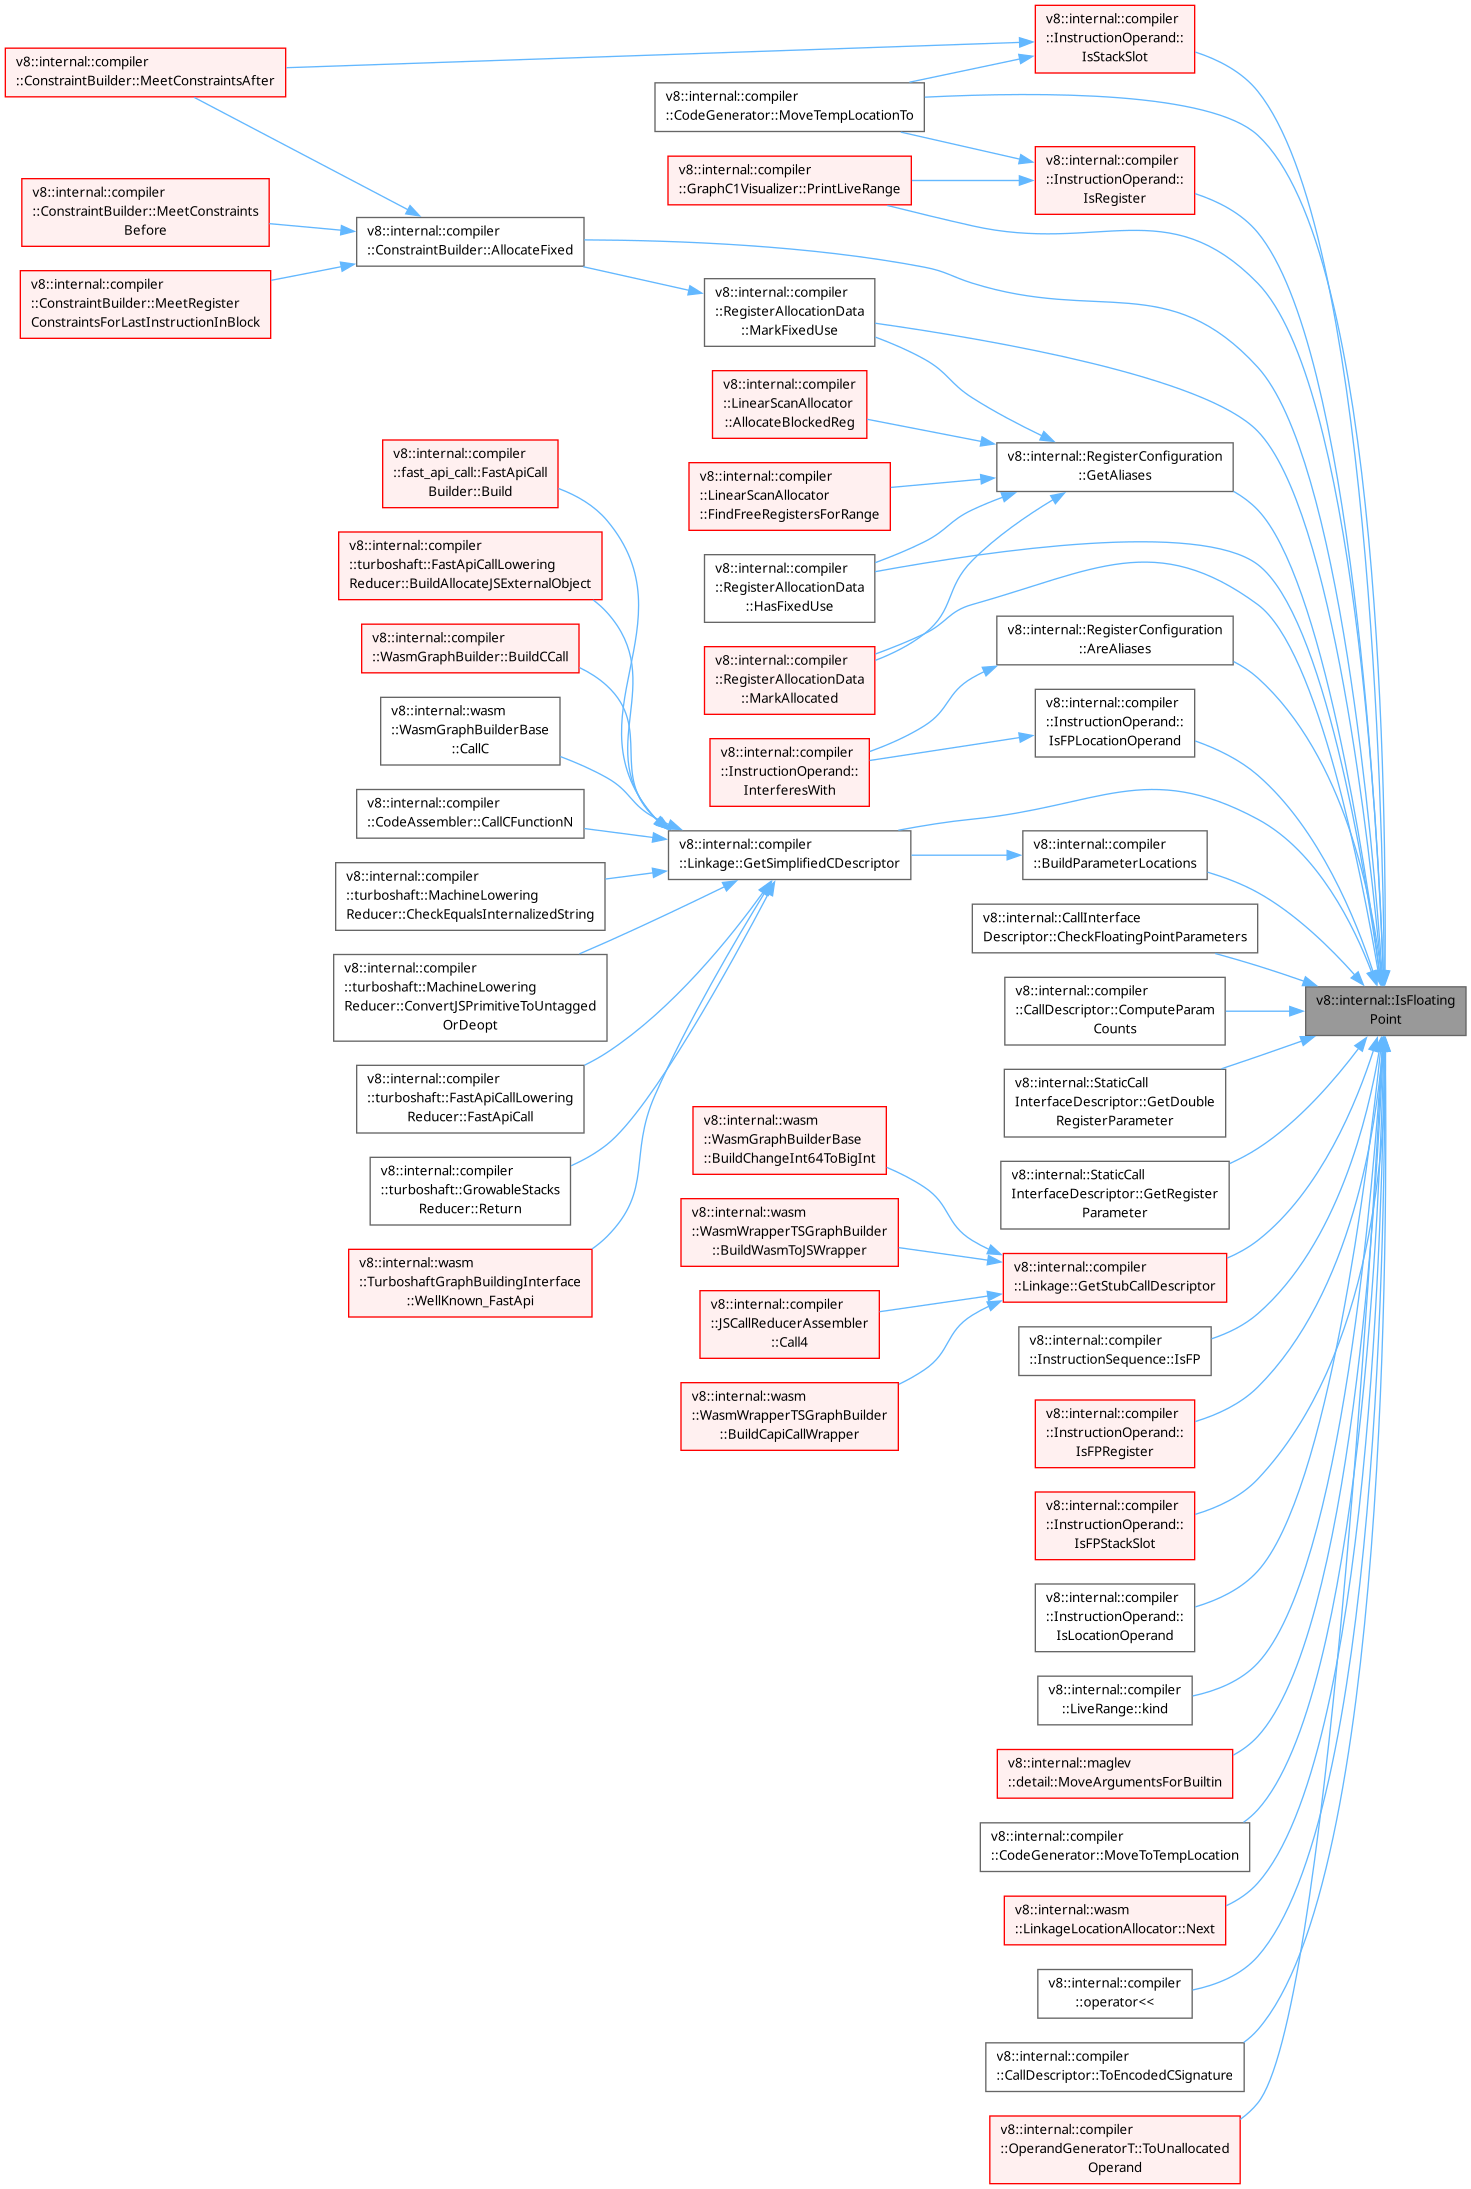 v8::internal::compiler
::InstructionOperand::
IsStackSlot
v8::internal::compiler
::ConstraintBuilder::MeetConstraintsAfter
v8::internal::compiler
::CodeGenerator::MoveTempLocationTo
v8::internal::compiler
::GraphC1Visualizer::PrintLiveRange
v8::internal::compiler
::InstructionOperand::
IsRegister
v8::internal::compiler
::ConstraintBuilder::MeetConstraints
Before
v8::internal::compiler
::ConstraintBuilder::AllocateFixed
v8::internal::compiler
::ConstraintBuilder::MeetRegister
ConstraintsForLastInstructionInBlock
v8::internal::compiler
::RegisterAllocationData
::MarkFixedUse
v8::internal::compiler
::LinearScanAllocator
::AllocateBlockedReg
v8::internal::RegisterConfiguration
::GetAliases
v8::internal::compiler
::fast_api_call::FastApiCall
Builder::Build
v8::internal::compiler
::LinearScanAllocator
::FindFreeRegistersForRange
v8::internal::compiler
::turboshaft::FastApiCallLowering
Reducer::BuildAllocateJSExternalObject
v8::internal::compiler
::RegisterAllocationData
::HasFixedUse
v8::internal::compiler
::WasmGraphBuilder::BuildCCall
v8::internal::RegisterConfiguration
::AreAliases
v8::internal::compiler
::RegisterAllocationData
::MarkAllocated
v8::internal::wasm
::WasmGraphBuilderBase
::CallC
v8::internal::compiler
::InstructionOperand::
IsFPLocationOperand
v8::internal::compiler
::InstructionOperand::
InterferesWith
v8::internal::compiler
::CodeAssembler::CallCFunctionN
v8::internal::compiler
::Linkage::GetSimplifiedCDescriptor
v8::internal::compiler
::BuildParameterLocations
v8::internal::compiler
::turboshaft::MachineLowering
Reducer::CheckEqualsInternalizedString
v8::internal::CallInterface
Descriptor::CheckFloatingPointParameters
v8::internal::compiler
::turboshaft::MachineLowering
Reducer::ConvertJSPrimitiveToUntagged
OrDeopt
v8::internal::compiler
::CallDescriptor::ComputeParam
Counts
v8::internal::IsFloating
Point
v8::internal::compiler
::turboshaft::FastApiCallLowering
Reducer::FastApiCall
v8::internal::StaticCall
InterfaceDescriptor::GetDouble
RegisterParameter
v8::internal::wasm
::WasmGraphBuilderBase
::BuildChangeInt64ToBigInt
v8::internal::compiler
::turboshaft::GrowableStacks
Reducer::Return
v8::internal::StaticCall
InterfaceDescriptor::GetRegister
Parameter
v8::internal::wasm
::WasmWrapperTSGraphBuilder
::BuildWasmToJSWrapper
v8::internal::wasm
::TurboshaftGraphBuildingInterface
::WellKnown_FastApi
v8::internal::compiler
::Linkage::GetStubCallDescriptor
v8::internal::compiler
::JSCallReducerAssembler
::Call4
v8::internal::compiler
::InstructionSequence::IsFP
v8::internal::wasm
::WasmWrapperTSGraphBuilder
::BuildCapiCallWrapper
v8::internal::compiler
::InstructionOperand::
IsFPRegister
v8::internal::compiler
::InstructionOperand::
IsFPStackSlot
v8::internal::compiler
::InstructionOperand::
IsLocationOperand
v8::internal::compiler
::LiveRange::kind
v8::internal::maglev
::detail::MoveArgumentsForBuiltin
v8::internal::compiler
::CodeGenerator::MoveToTempLocation
v8::internal::wasm
::LinkageLocationAllocator::Next
v8::internal::compiler
::operator<<
v8::internal::compiler
::CallDescriptor::ToEncodedCSignature
v8::internal::compiler
::OperandGeneratorT::ToUnallocated
Operand